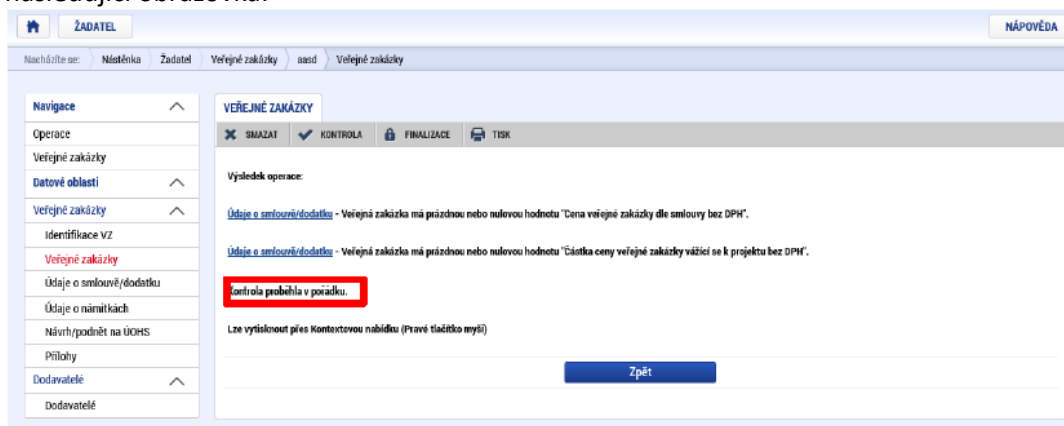 ŽADATEL
NÁPOVĚDA
Nacházíte se: Nástěnka Žadatel Veřejné zakázky aasd Veřejné zakázky
Navigace
Operace
Veřejné zakázky
Datové oblasti
Veřejné zakázky
Identifikace VZ
Veřejné zakázky
Údaje o smlouvě/dodatku
Údaje o námitkách
Návrh/podnět na ÚOHS
Přílohy
Dodavatelé
Dodavatelé
VEŘEJNÉ ZAKÁZKY
SMAZAT KONTROLA FINALIZACE TISK
Výsledek operace:
Údaje o smlouvě/dodatku - Veřejná zakázka má prázdnou nebo nulovou hodnotu "Cena veřejné zakázky dle smlouvy bez DPH".
Údaje o smlouvě/dodatku - Veřejná zakázka má prázdnou nebo nulovou hodnotu "Částka ceny veřejné zakázky vážící se k projektu bez DPH".
Kontrola proběhla v pořádku.
Lze vytisknout přes Kontextovou nabídku (Pravé tlačítko myši)
Zpět